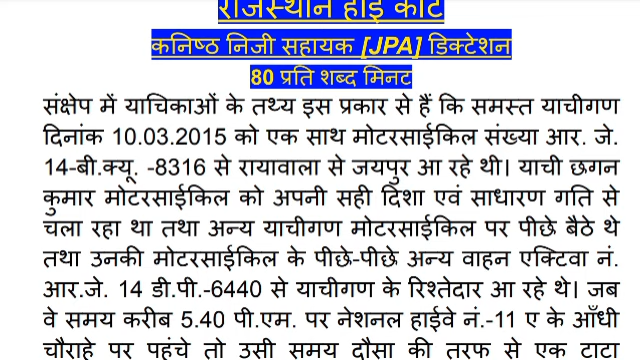 राजस्थान हाई कोर्ट
कनिष्ठ निजी सहायक [JPA] डिक्टेशन
80 प्रति शब्द मिनट
संक्षेप में याचिकाओं के तथ्य इस प्रकार से हैं कि समस्त याचीगण
दिनांक 10.03.2015 को एक साथ मोटरसाईकिल संख्या आर. जे.
14-बी.क्यू. -8316 से रायावाला से जयपुर आ रहे थी। याची छगन
कुमार मोटरसाईकिल को अपनी सही दिशा एवं साधारण गति से
चला रहा था तथा अन्य याचीगण मोटरसाईकिल पर पीछे बैठे थे
तथा उनकी मोटरसाईकिल के पीछे-पीछे अन्य वाहन एक्टिवा नं.
आर.जे. 14 डी.पी.-6440 से याचीगण के रिश्तेदार आ रहे थे। जब
वे समय करीब 5.40 पी.एम. पर नेशनल हाईवे नं.-11 ए के आँधी
चौराहे पर पहुंचे तो उसी समय दौसा की तरफ से एक टाटा